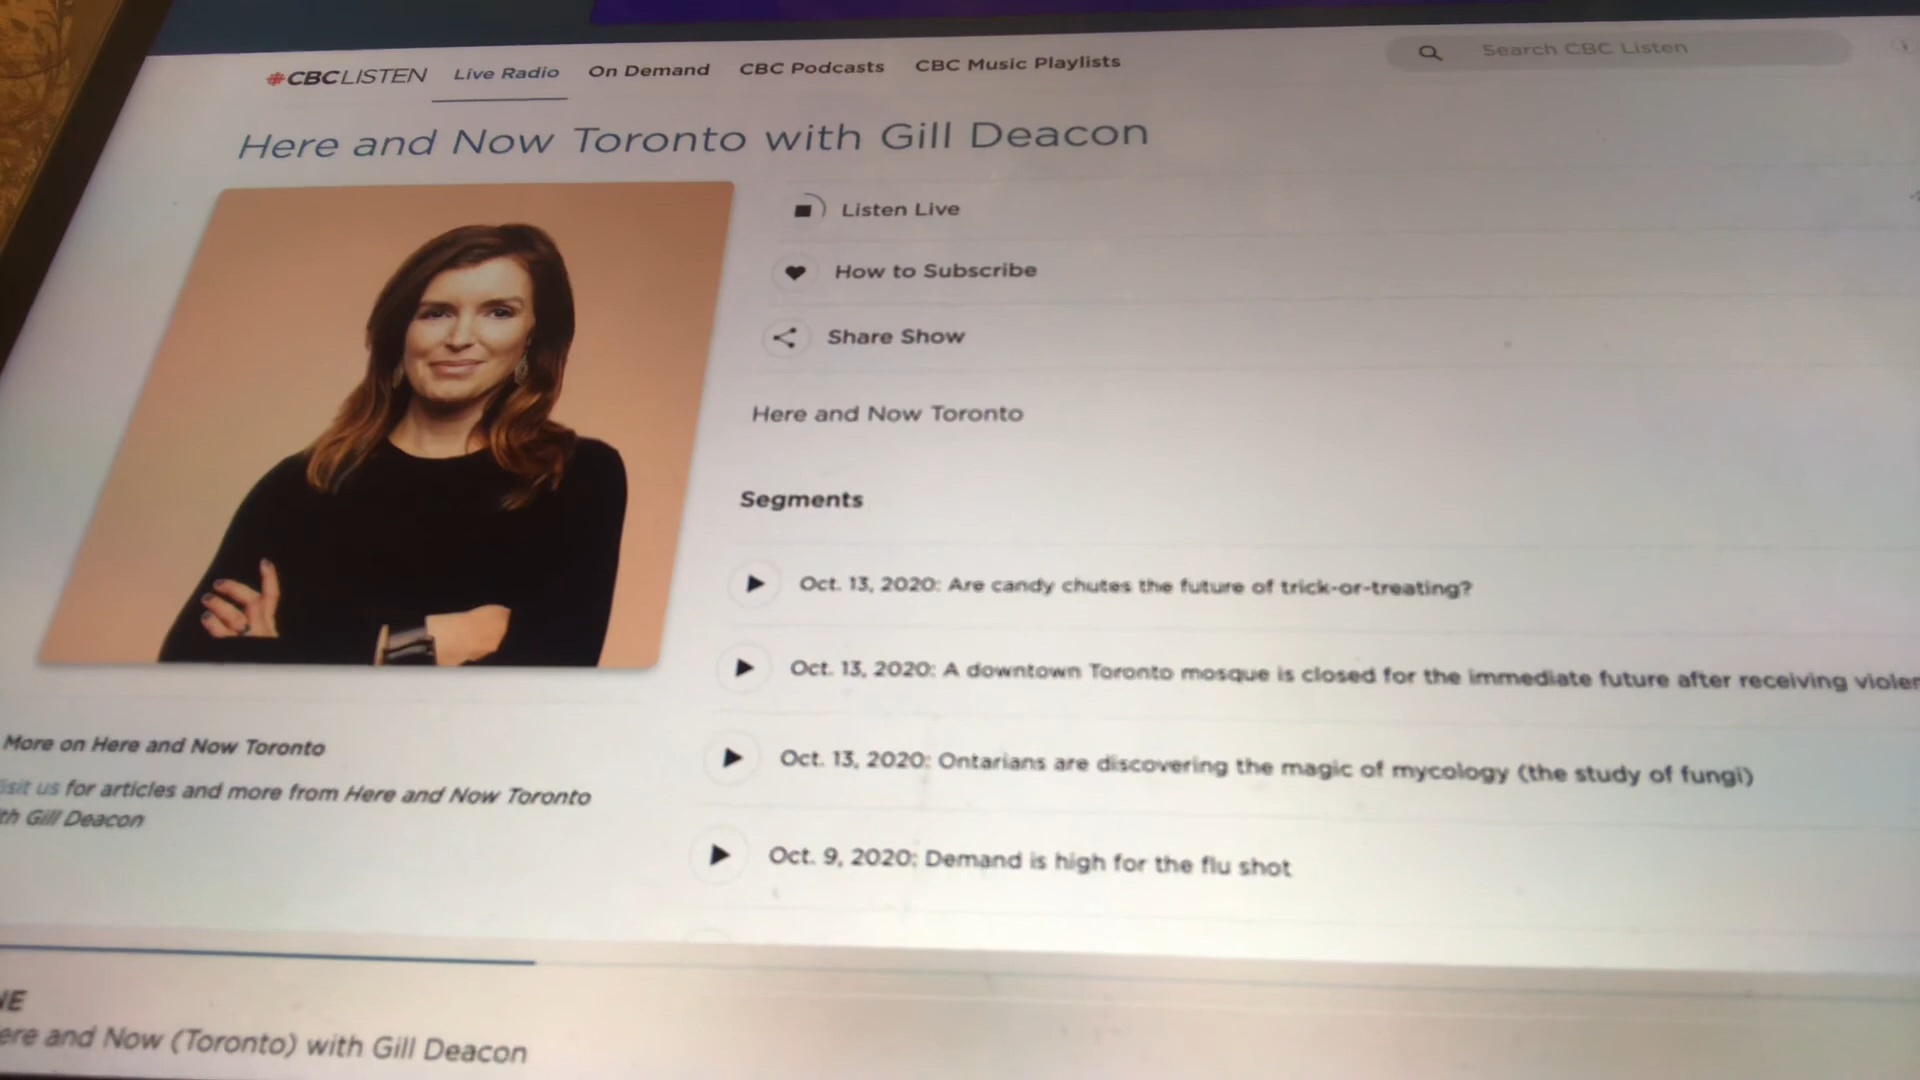 CBCLISTEN Live Radio On Demand CBC Podcasts CBC Music Playlists Search CBC Listen
Here and Now Toronto with Gill Deacon
Listen Live
How to Subscribe
Share Show
Here and Now Toronto
Segments
Oct. 13, 2020: Are candy chutes the future of trick-or-treating?
Oct. 13, 2020: A downtown Toronto mosque is closed for the immediate future after receiving
Oct. 13, 2020: Ontarians are discovering the magic of mycology (the study of fungi)
Oct. 9, 2020: Demand is high for the flu shot
More on Here and Now Toronto
us for articles and more from Here and Now Toronto
Gill Deacon
and Now (Toronto) with Gill Deacon